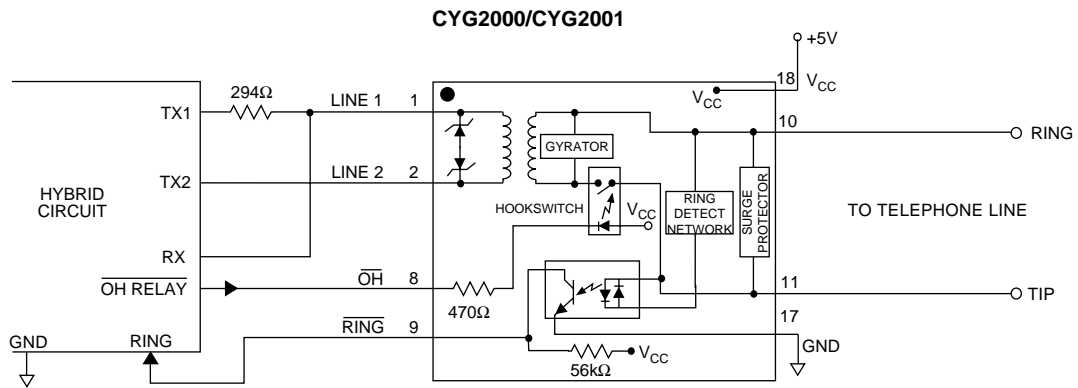 CYG2000/CYG2001
+5V
18 VCC
VCC
294Ω
TX1
LINE 1 1
10
RING
GYRATOR
TX2
LINE 2 2
HYBRID
CIRCUIT
HOOKSWITCH
VCC
RING
DETECT
NETWORK
SURGE
PROTECTOR
TO TELEPHONE LINE
RX
OH RELAY
OH 8
470Ω
11
TIP
RING 9
17
GND
RING
GND
56kΩ
VCC